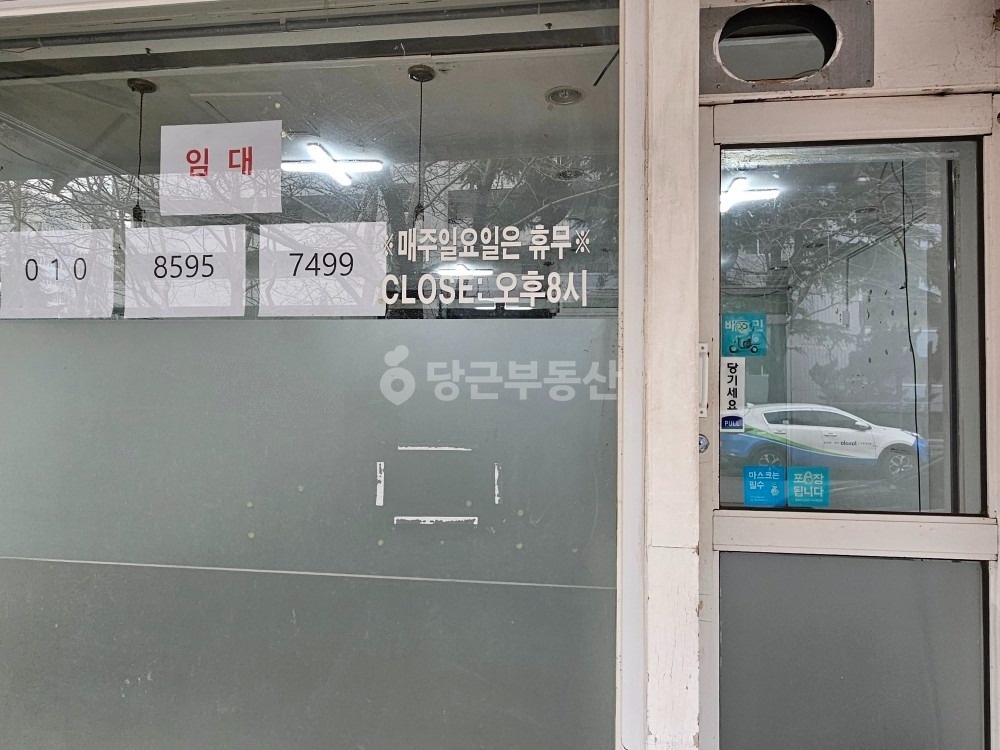 임 대
010 8595 7499
※매주일요일은 휴무※
CLOSE 오후8시
당근부동산
배민
당기세요
PULL
마스크는
필수
포장
됩니다